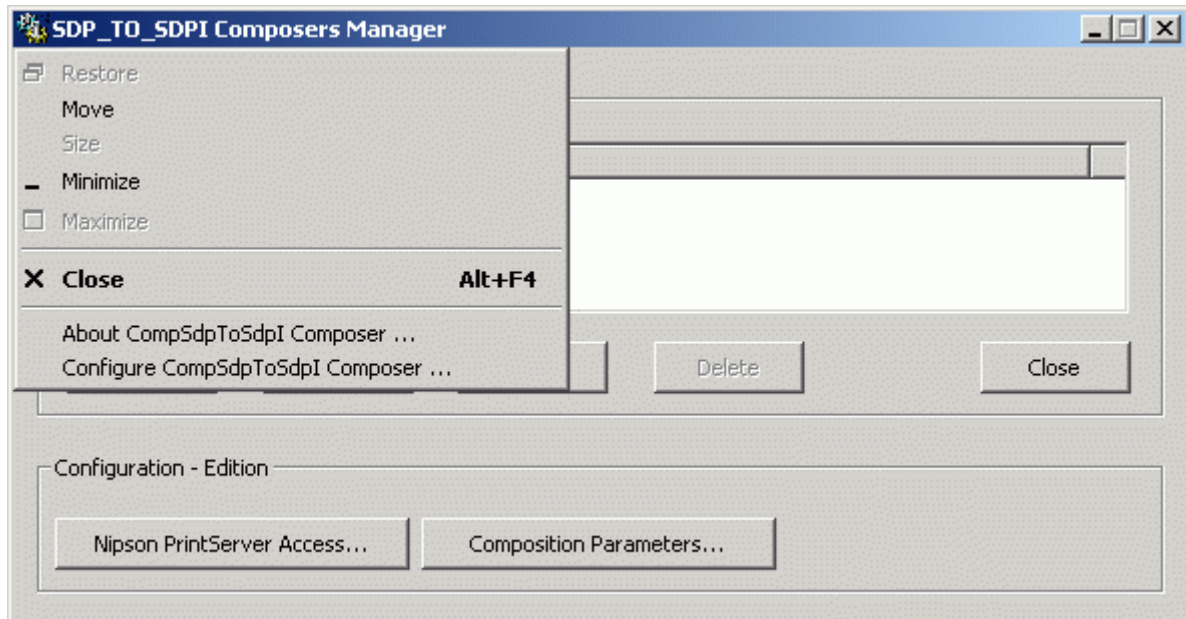 SDP_TO_SDPI Composers Manager
Restore
Move
Size
Minimize
Maximize
Close Alt+F4
About CompSdpToSdpI Composer ...
Configure CompSdpToSdpI Composer ...
Delete Close
Configuration - Edition
Nipson PrintServer Access... Composition Parameters...